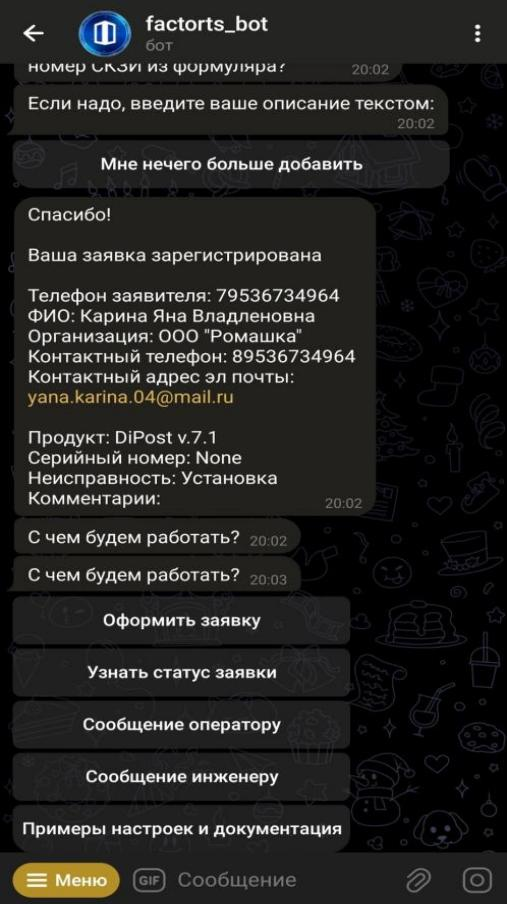 factorts_bot
бот
номер СКЗИ из формуляра?
20:02
Если надо, введите ваше описание текстом:
20:02
Мне нечего больше добавить
Спасибо!
Ваша заявка зарегистрирована
Телефон заявителя: 79536734964
ФИО: Карина Яна Владленовна
Организация: ООО "Ромашка"
Контактный телефон: 89536734964
Контактный адрес эл почты:
yana.karina.04@mail.ru
Продукт: DiPost v.7.1
Серийный номер: None
Неисправность: Установка
Комментарии:
20:02
С чем будем работать? 20:02
С чем будем работать? 20:03
Оформить заявку
Узнать статус заявки
Сообщение оператору
Сообщение инженеру
Примеры настроек и документация
Меню
GIF
Сообщение